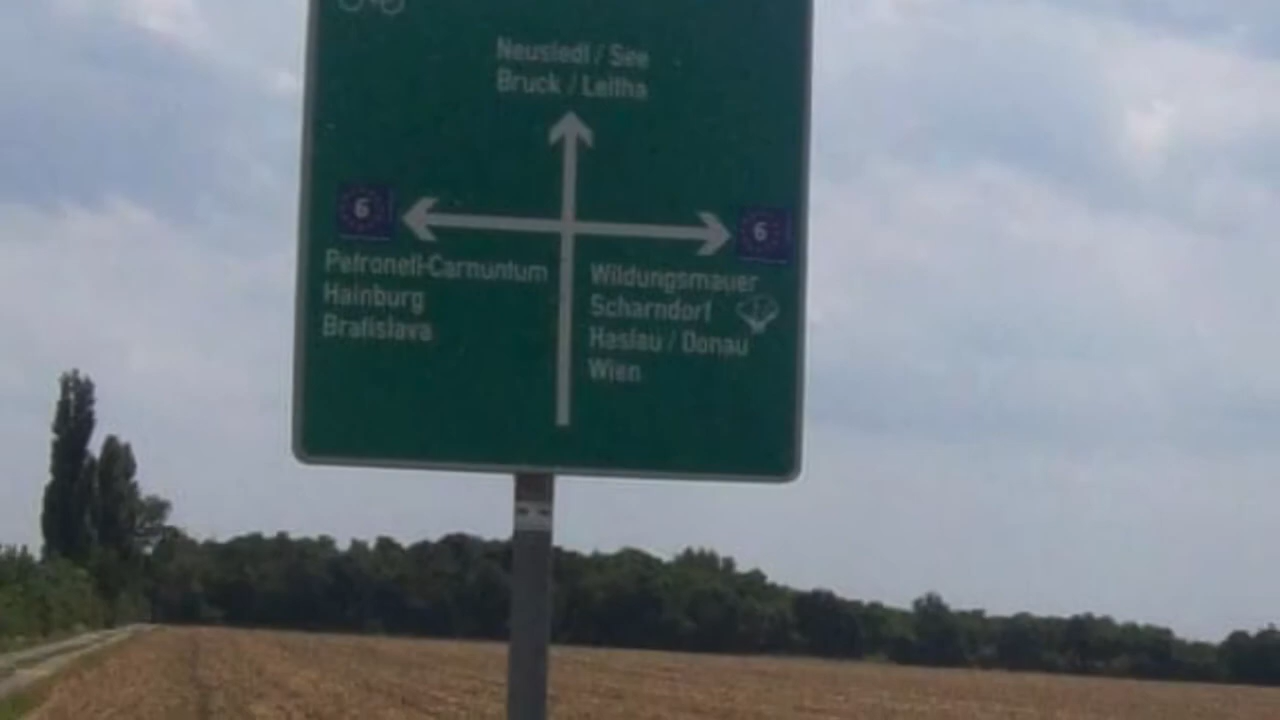 Neusiedl / See
Bruck / Leitha
6
6
Petronell-Carnuntum
Hainburg
Bratislava
Wildungsmauer
Scharndorf
Haslau / Donau
Wien